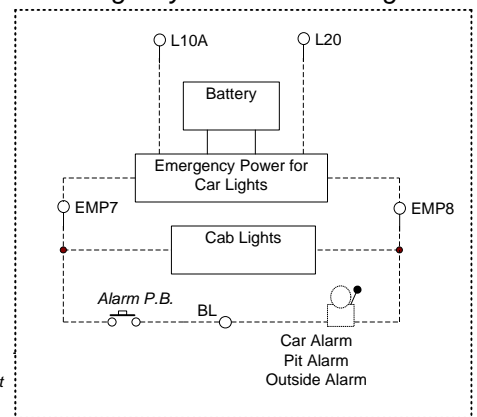 L10A
L20
Battery
Emergency Power for
Car Lights
EMP7
EMP8
Cab Lights
Alarm P.B.
BL
Car Alarm
Pit Alarm
Outside Alarm